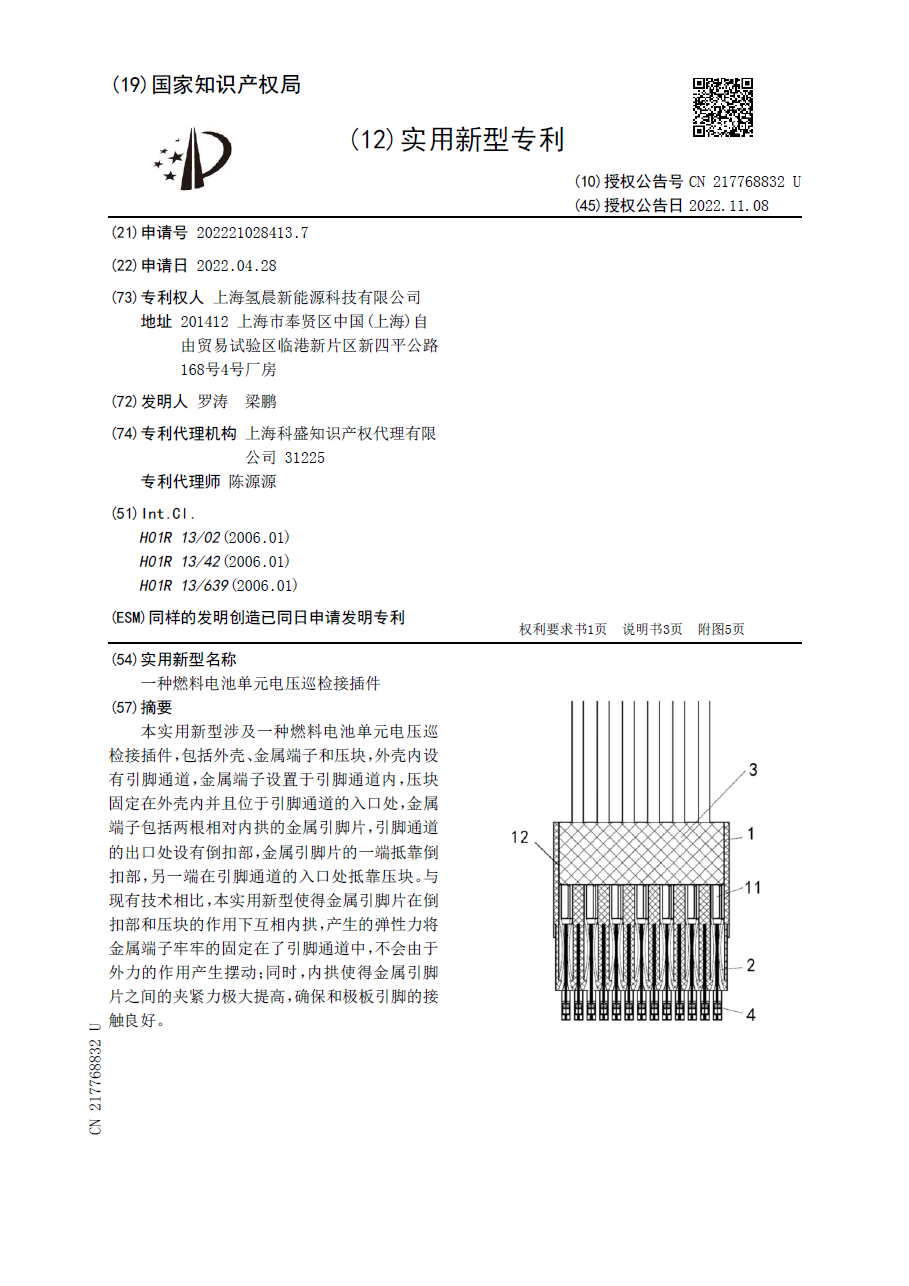 (19)国家知识产权局
(12)实用新型专利
(10)授权公告号 CN 217768832 U
(45)授权公告日 2022.11.08
(21)申请号 202221028413.7
(22)申请日 2022.04.28
(73)专利权人 上海氢晨新能源科技有限公司
地址 201412 上海市奉贤区中国(上海)自
由贸易试验区临港新片区新四平公路
168号4号厂房
(72)发明人 罗涛 梁鹏
(74)专利代理机构 上海科盛知识产权代理有限
公司 31225
专利代理师 陈源源
(51)Int.Cl.
H01R 13/02(2006.01)
H01R 13/42(2006.01)
H01R 13/639(2006.01)
(ESM)同样的发明创造已同日申请发明专利
权利要求书1页 说明书3页 附图5页
(54)实用新型名称
一种燃料电池单元电压巡检接插件
(57)摘要
本实用新型涉及一种燃料电池单元电压巡
检接插件,包括外壳、金属端子和压块,外壳内设
有引脚通道,金属端子设置于引脚通道内,压块
固定在外壳内并且位于引脚通道的入口处,金属
端子包括两根相对内拱的金属引脚片,引脚通道
的出口处设有倒扣部,金属引脚片的一端抵靠倒
扣部,另一端在引脚通道的入口处抵靠压块。与
现有技术相比,本实用新型使得金属引脚片在倒
扣部和压块的作用下互相内拱,产生的弹性力将
金属端子牢牢的固定在了引脚通道中,不会由于
外力的作用产生摆动;同时,内拱使得金属引脚
片之间的夹紧力极大提高,确保和极板引脚的接
触良好。
3
1
12
11
2
4
CN 217768832 U